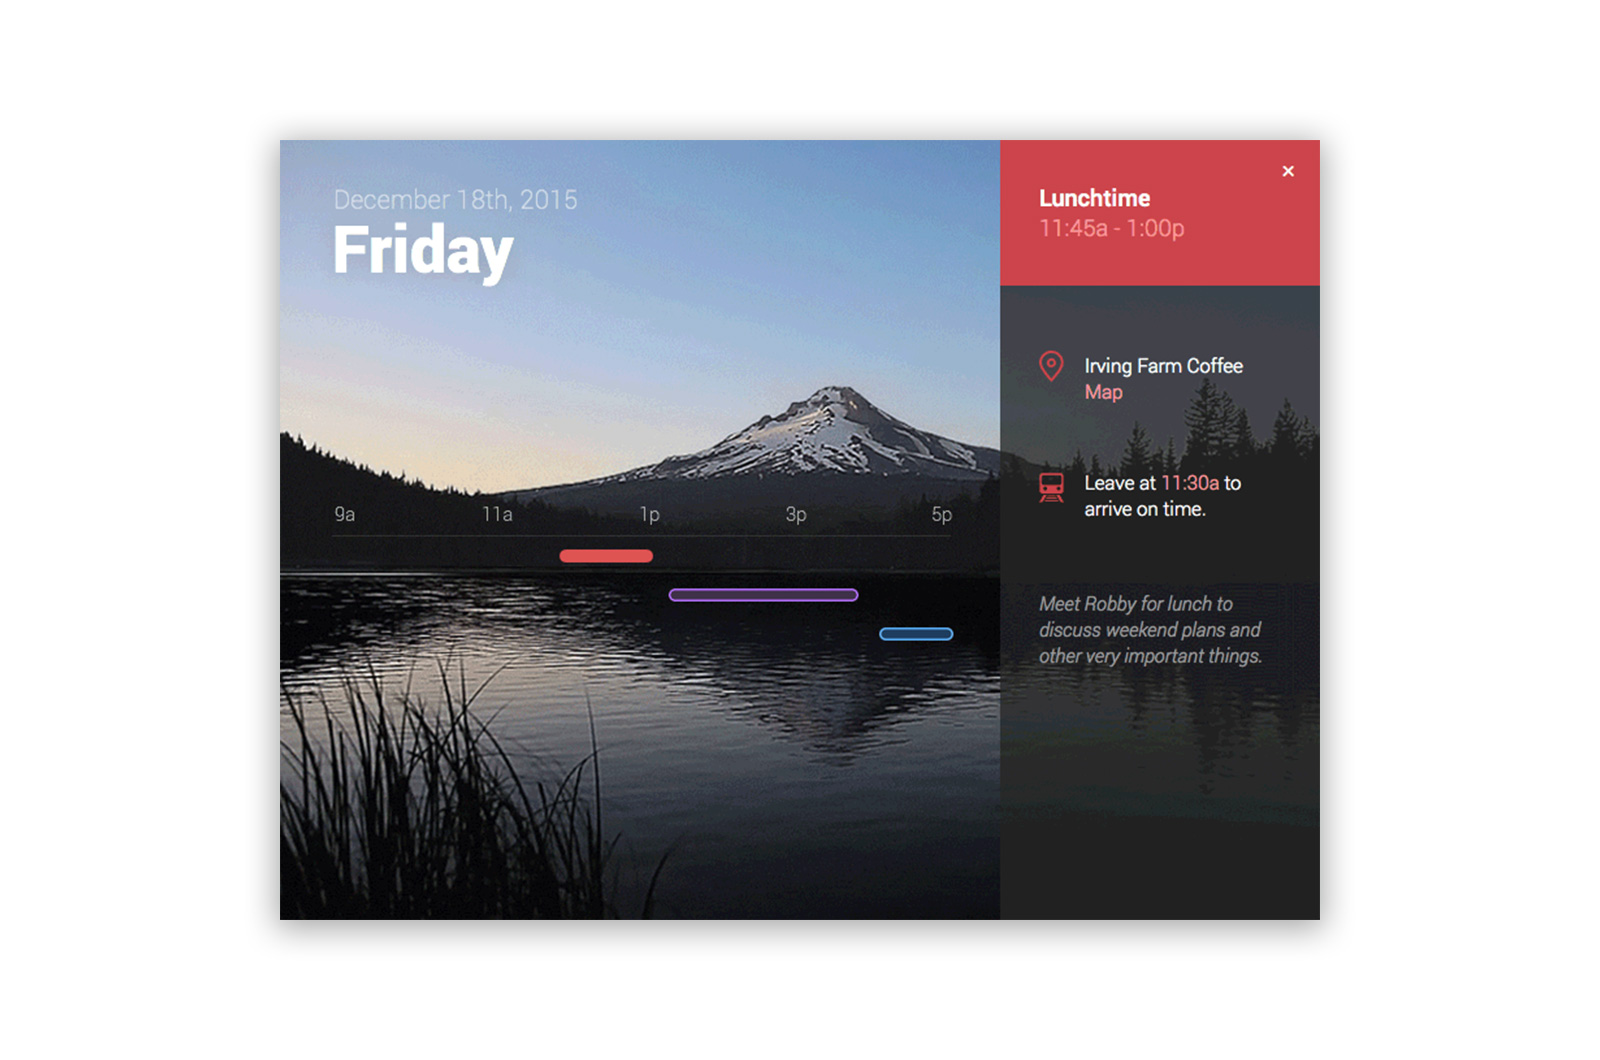 December 18th, 2015
Friday
9a 11a 1p 3p 5p
Lunchtime
11:45a - 1:00p
Irving Farm Coffee
Map
Leave at 11:30a to
arrive on time.
Meet Robby for lunch to
discuss weekend plans and
other very important things.